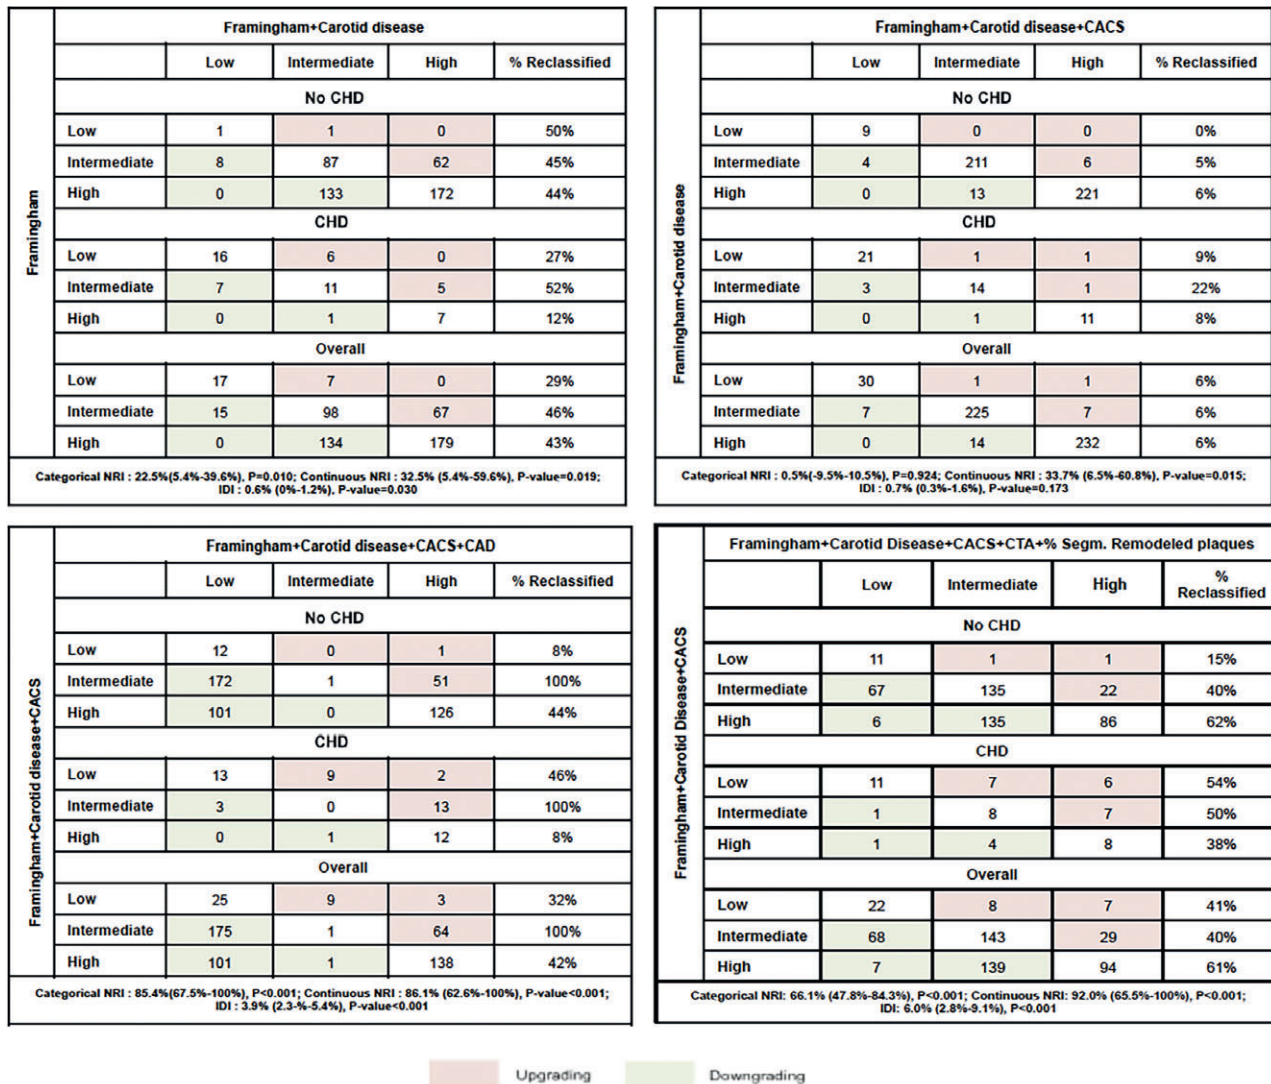 Framingham+Carotid disease
Low Intermediate High % Reclassified
No CHD
Low 1 1 0 50%
Intermediate 8 87 62 45%
High 0 133 172 44%
CHD
Low 16 6 0 27%
Intermediate 7 11 5 52%
High 0 1 7 12%
Overall
Low 17 7 0 29%
Intermediate 15 98 67 46%
High 0 134 179 43%
Framingham
Categorical NRI : 22.5%(5.4%-39.6%), P=0.010; Continuous NRI : 32.5% (5.4%-59.6%), P-value=0.019;
IDI : 0.6% (0%-1.2%), P-value=0.030
Framingham+Carotid disease+CACS
Low Intermediate High % Reclassified
No CHD
Low 9 0 0 0%
Intermediate 4 211 6 5%
High 0 13 221 6%
CHD
Low 21 1 1 9%
Intermediate 3 14 1 22%
High 0 1 11 8%
Overall
Low 30 1 1 6%
Intermediate 7 225 7 6%
High 0 14 232 6%
Framingham+Carotid disease
Categorical NRI : 0.5%(-9.5%-10.5%), P=0.924; Continuous NRI : 33.7% (6.5%-60.8%), P-value=0.015;
IDI : 0.7% (0.3%-1.6%), P-value=0.173
Framingham+Carotid disease+CACS+CAD
Low Intermediate High % Reclassified
No CHD
Low 12 0 1 8%
Intermediate 172 1 51 100%
High 101 0 126 44%
CHD
Low 13 9 2 46%
Intermediate 3 0 13 100%
High 0 1 12 8%
Overall
Low 25 9 3 32%
Intermediate 175 1 64 100%
High 101 1 138 42%
Framingham+Carotid disease+CACS
Categorical NRI : 85.4%(67.5%-100%), P<0.001; Continuous NRI : 86.1% (62.6%-100%), P-value<0.001;
IDI : 3.9% (2.3-%-5.4%), P-value<0.001
Framingham+Carotid Disease+CACS+CTA+% Segm. Remodeled plaques
Low Intermediate High % Reclassified
No CHD
Low 11 1 1 15%
Intermediate 67 135 22 40%
High 6 135 86 62%
CHD
Low 11 7 6 54%
Intermediate 1 8 7 50%
High 1 4 8 38%
Overall
Low 22 8 7 41%
Intermediate 68 143 29 40%
High 7 139 94 61%
Framingham+Carotid Disease+CACS
Categorical NRI: 66.1% (47.8%-84.3%), P<0.001; Continuous NRI: 92.0% (65.5%-100%), P<0.001;
IDI: 6.0% (2.8%-9.1%), P<0.001
Upgrading Downgrading